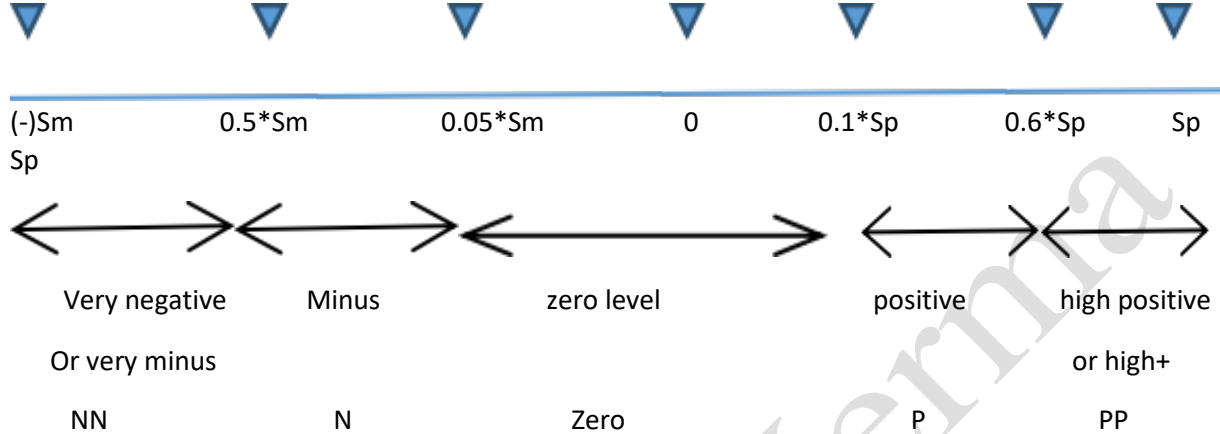 (-)Sm 0.5*Sm 0.05*Sm 0 0.1*Sp 0.6*Sp Sp
Sp
Very negative Minus zero level positive high positive
Or very minus or high+
NN N Zero P PP